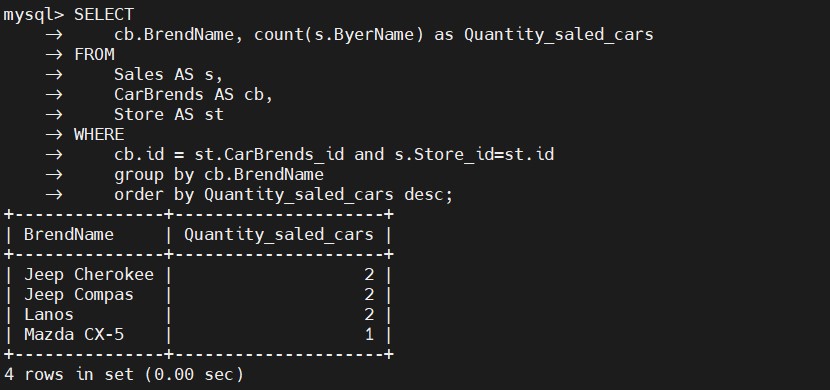 mysql> SELECT
    → cb.BrendName, count(s.ByerName) as Quantity_saled_cars
    → FROM
    → Sales AS s,
    → CarBrends AS cb,
    → Store AS st
    → WHERE
    → cb.id = st.CarBrends_id and s.Store_id=st.id
    → group by cb.BrendName
    → order by Quantity_saled_cars desc;
+---------------+---------------------+
| BrendName     | Quantity_saled_cars |
+---------------+---------------------+
| Jeep Cherokee |                   2 |
| Jeep Compas   |                   2 |
| Lanos         |                   2 |
| Mazda CX-5    |                   1 |
+---------------+---------------------+
4 rows in set (0.00 sec)